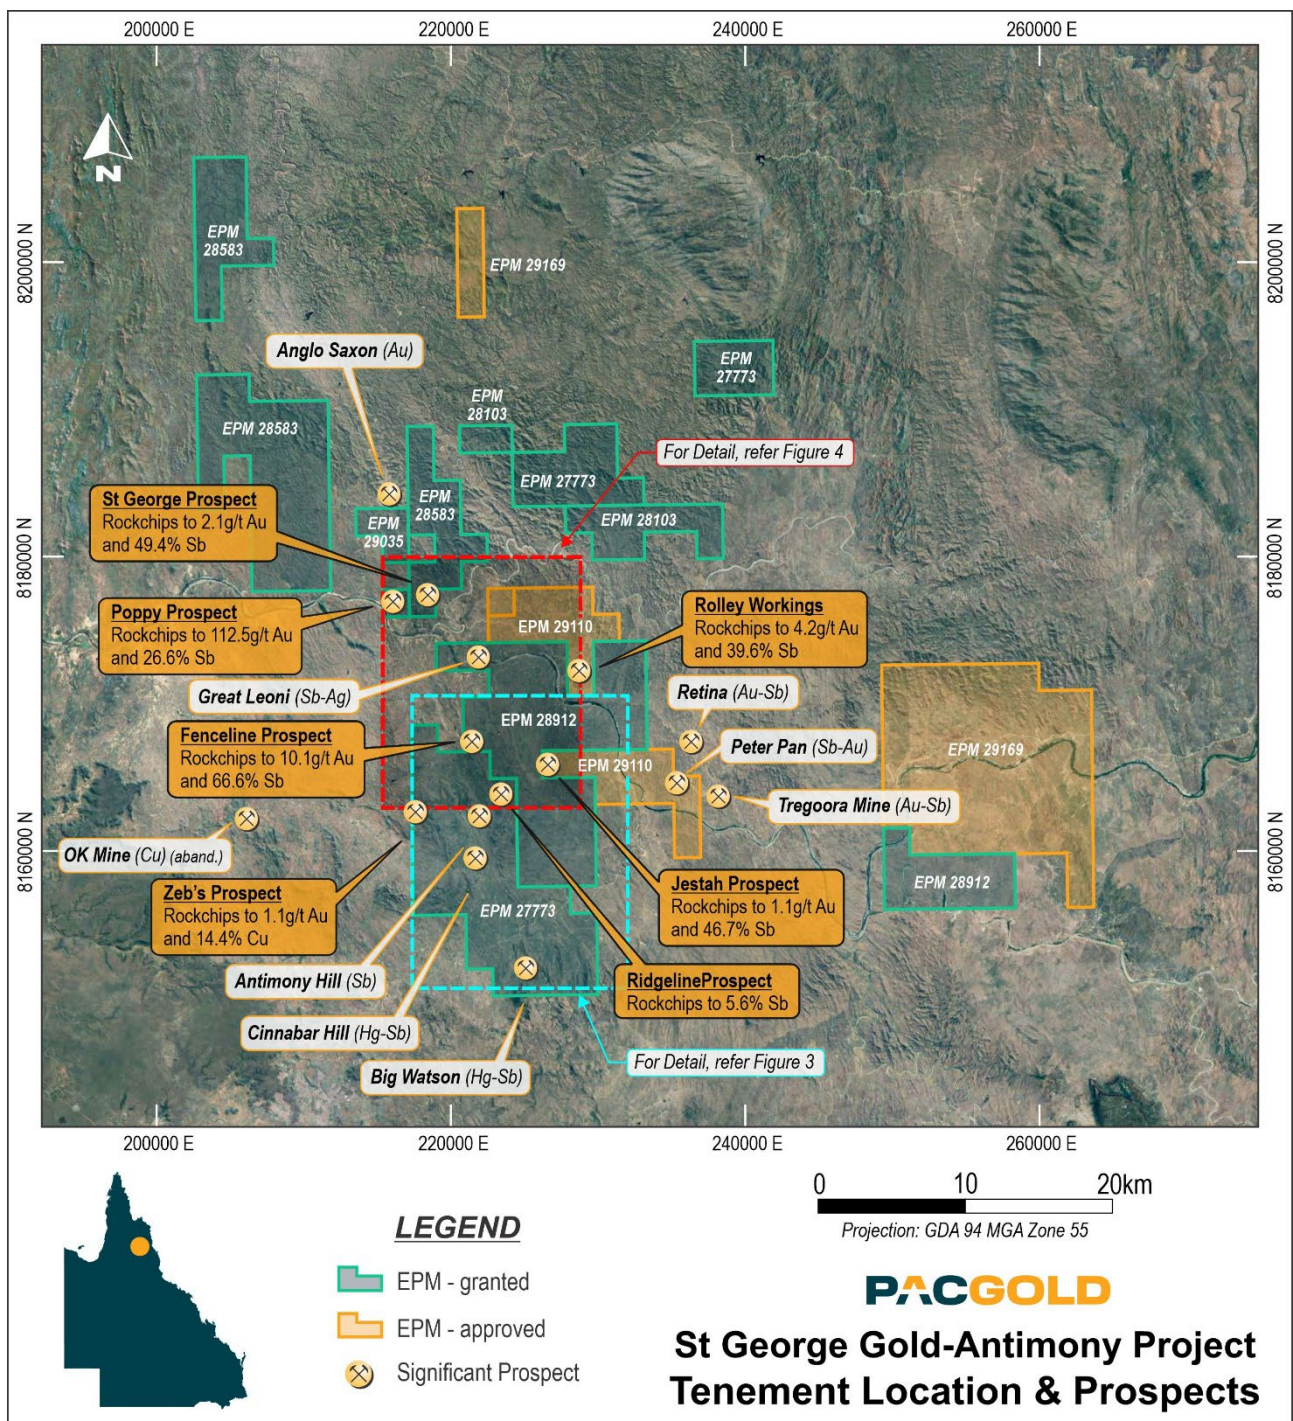 200000 E
220000 E
240000 E
260000 E
N
8200000 N
8200000 N
EPM
28583
EPM 29169
Anglo Saxon (Au)
EPM
27773
EPM
28103
EPM 28583
For Detail, refer Figure 4
EPM 27773
St George Prospect
Rockchips to 2.1g/t Au
and 49.4% Sb
EPM
28583
EPM
29035
EPM 28103
8180000 N
8180000 N
Poppy Prospect
Rockchips to 112.5g/t Au
and 26.6% Sb
EPM 29110
Rolley Workings
Rockchips to 4.2g/t Au
and 39.6% Sb
Great Leoni (Sb-Ag)
Retina (Au-Sb)
EPM 28912
Fenceline Prospect
Rockchips to 10.1g/t Au
and 66.6% Sb
EPM 29110
Peter Pan (Sb-Au)
EPM 29169
Tregoora Mine (Au-Sb)
OK Mine (Cu) (aband.)
8160000 N
8160000 N
Zeb's Prospect
Rockchips to 1.1g/t Au
and 14.4% Cu
EPM 27773
Jestah Prospect
Rockchips to 1.1g/t Au
and 46.7% Sb
EPM 28912
Antimony Hill (Sb)
RidgelineProspect
Rockchips to 5.6% Sb
Cinnabar Hill (Hg-Sb)
Big Watson (Hg-Sb)
For Detail, refer Figure 3
200000 E
220000 E
240000 E
260000 E
LEGEND
EPM - granted
EPM - approved
Significant Prospect
0 10 20km
Projection: GDA 94 MGA Zone 55
PACGOLD
St George Gold-Antimony Project
Tenement Location & Prospects